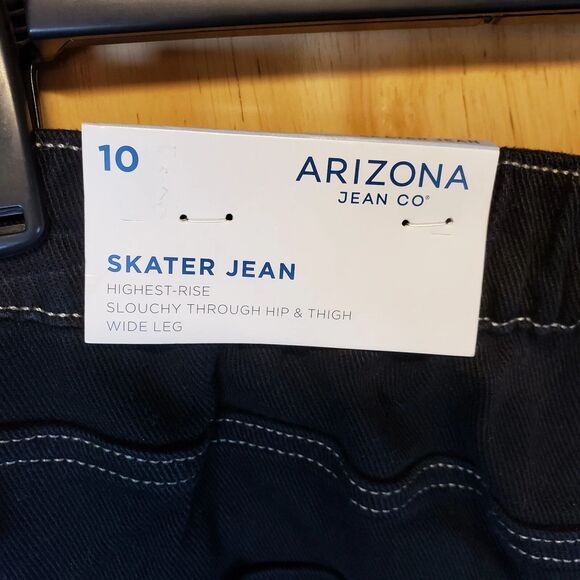 10
ARIZONA
JEAN CO®
SKATER JEAN
HIGHEST-RISE
SLOUCHY THROUGH HIP & THIGH
WIDE LEG